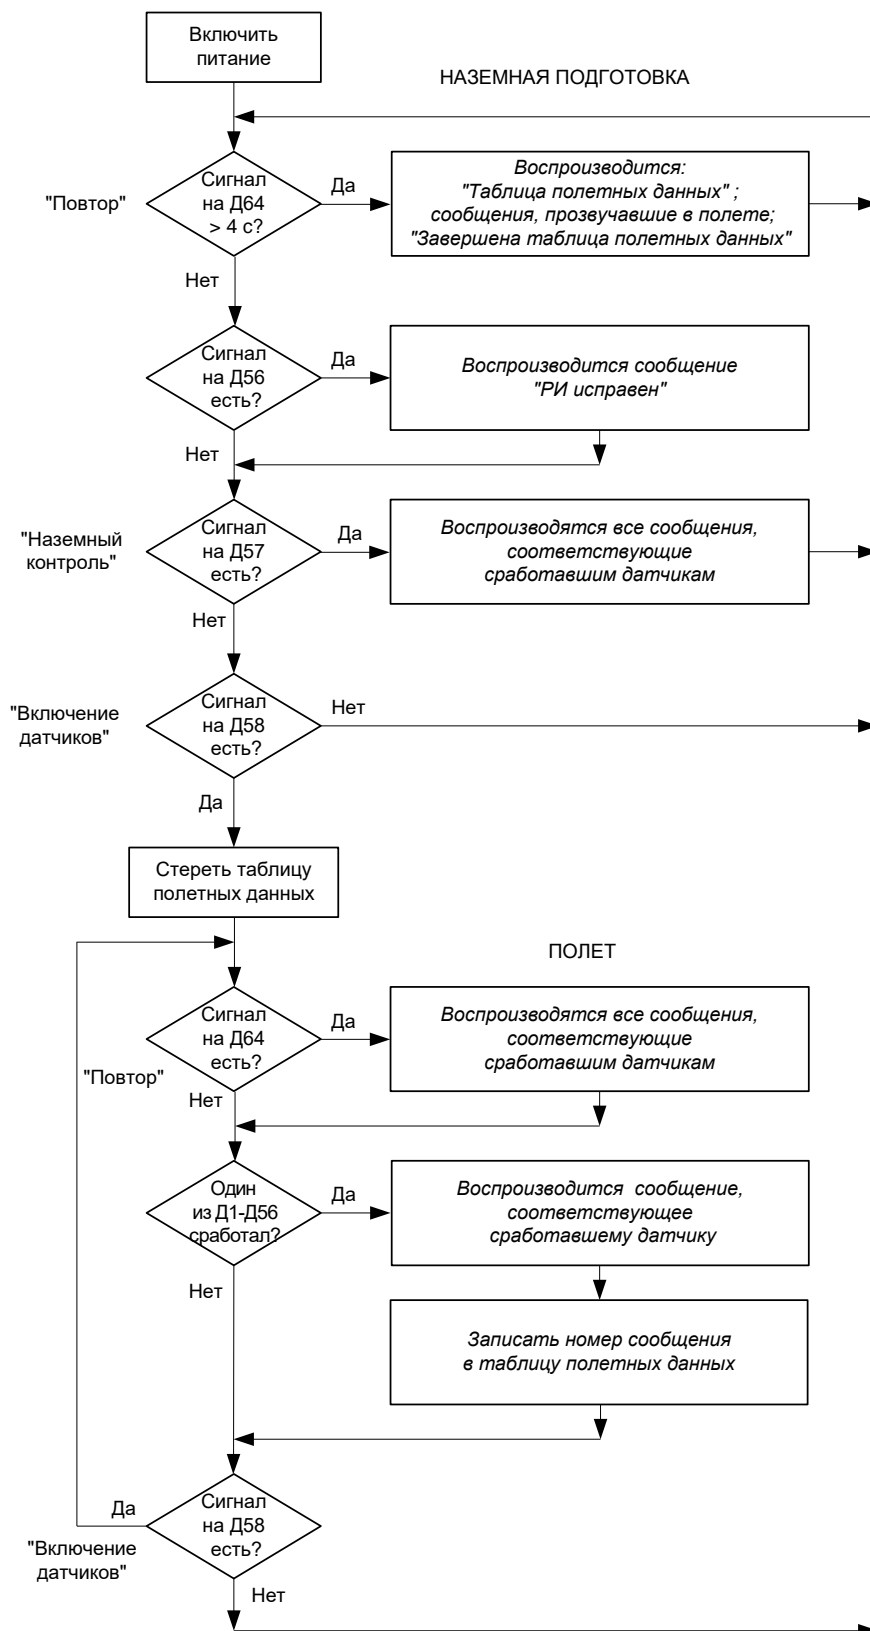 Включить
питание
НАЗЕМНАЯ ПОДГОТОВКА
"Повтор"
Сигнал
на Д64
> 4 с?
Да
Воспроизводится:
"Таблица полетных данных" ;
сообщения, прозвучавшие в полете;
"Завершена таблица полетных данных"
Нет
Сигнал
на Д56
есть?
Да
Воспроизводится сообщение
"РИ исправен"
Нет
"Наземный
контроль"
Сигнал
на Д57
есть?
Да
Воспроизводятся все сообщения,
соответствующие
сработавшим датчикам
Нет
"Включение
датчиков"
Сигнал
на Д58
есть?
Нет
Да
Стереть таблицу
полетных данных
ПОЛЕТ
Сигнал
на Д64
есть?
Да
Воспроизводятся все сообщения,
соответствующие
сработавшим датчикам
"Повтор"
Нет
Один
из Д1-Д56
сработал?
Да
Воспроизводится сообщение,
соответствующее
сработавшему датчику
Нет
Записать номер сообщения
в таблицу полетных данных
Да
Сигнал
на Д58
есть?
"Включение
датчиков"
Нет